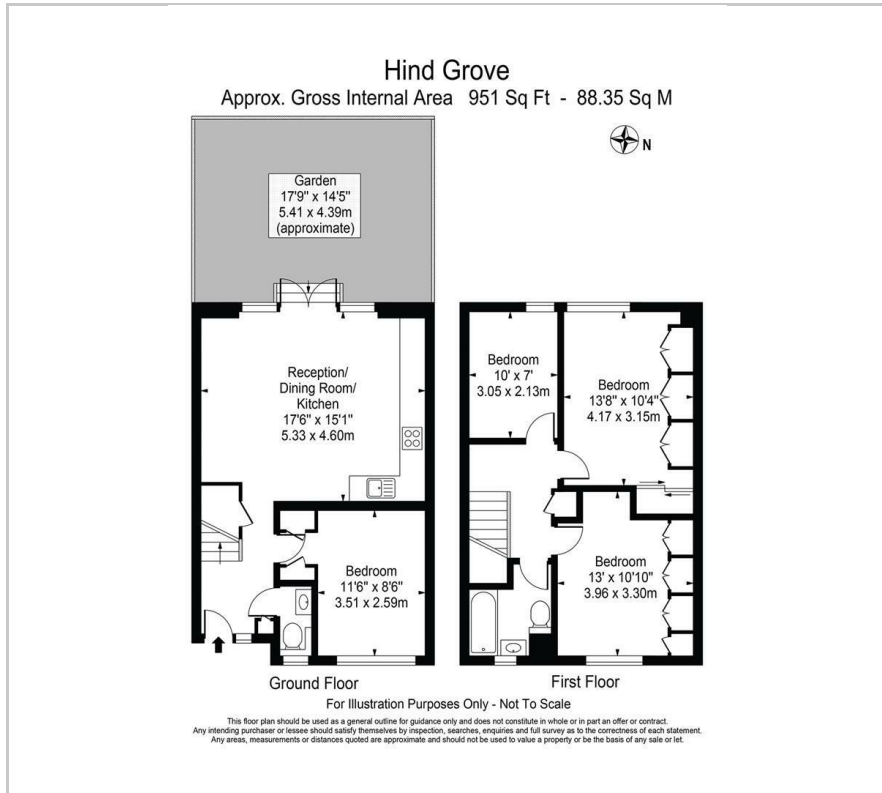 Hind Grove
Approx. Gross Internal Area 951 Sq Ft - 88.35 Sq M
N
Garden
17'9" x 14'5"
5.41 x 4.39m
(approximate)
Reception/
Dining Room/
Kitchen
17'6" x 15'1"
5.33 x 4.60m
Bedroom
11'6" x 8'6"
3.51 x 2.59m
Ground Floor
Bedroom
10' x 7'
3.05 x 2.13m
Bedroom
13'8" x 10'4"
4.17 x 3.15m
Bedroom
13' x 10'10"
3.96 x 3.30m
First Floor
For Illustration Purposes Only - Not To Scale
This floor plan should be used as a general outline for guidance only and does not constitute in whole or in part an offer or contract.
Any intending purchaser or lessee should satisfy themselves by inspection, searches, enquiries and full survey as to the correctness of each statement.
Any areas, measurements or distances quoted are approximate and should not be used to value a property or be the basis of any sale or let.